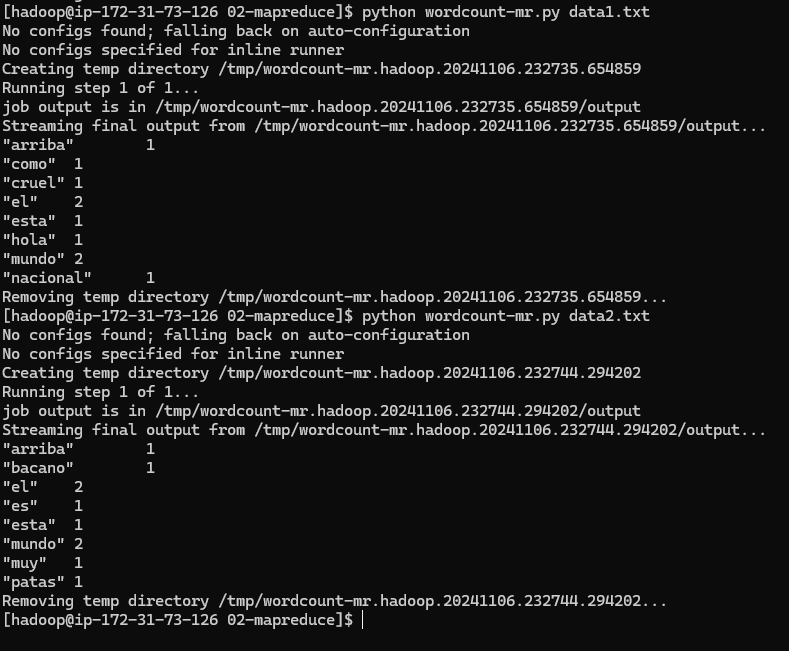 [hadoop@ip-172-31-73-126 02-mapreduce]$ python wordcount-mr.py data1.txt
No configs found; falling back on auto-configuration
No configs specified for inline runner
Creating temp directory /tmp/wordcount-mr.hadoop.20241106.232735.654859
Running step 1 of 1...
job output is in /tmp/wordcount-mr.hadoop.20241106.232735.654859/output
Streaming final output from /tmp/wordcount-mr.hadoop.20241106.232735.654859/output...
"arriba"        1
"como"  1
"cruel" 1
"el"    2
"esta"  1
"hola"  1
"mundo" 2
"nacional"      1
Removing temp directory /tmp/wordcount-mr.hadoop.20241106.232735.654859...
[hadoop@ip-172-31-73-126 02-mapreduce]$ python wordcount-mr.py data2.txt
No configs found; falling back on auto-configuration
No configs specified for inline runner
Creating temp directory /tmp/wordcount-mr.hadoop.20241106.232744.294202
Running step 1 of 1...
job output is in /tmp/wordcount-mr.hadoop.20241106.232744.294202/output
Streaming final output from /tmp/wordcount-mr.hadoop.20241106.232744.294202/output...
"arriba"        1
"bacano"        1
"el"    2
"es"    1
"esta"  1
"mundo" 2
"muy"   1
"patas" 1
Removing temp directory /tmp/wordcount-mr.hadoop.20241106.232744.294202...
[hadoop@ip-172-31-73-126 02-mapreduce]$